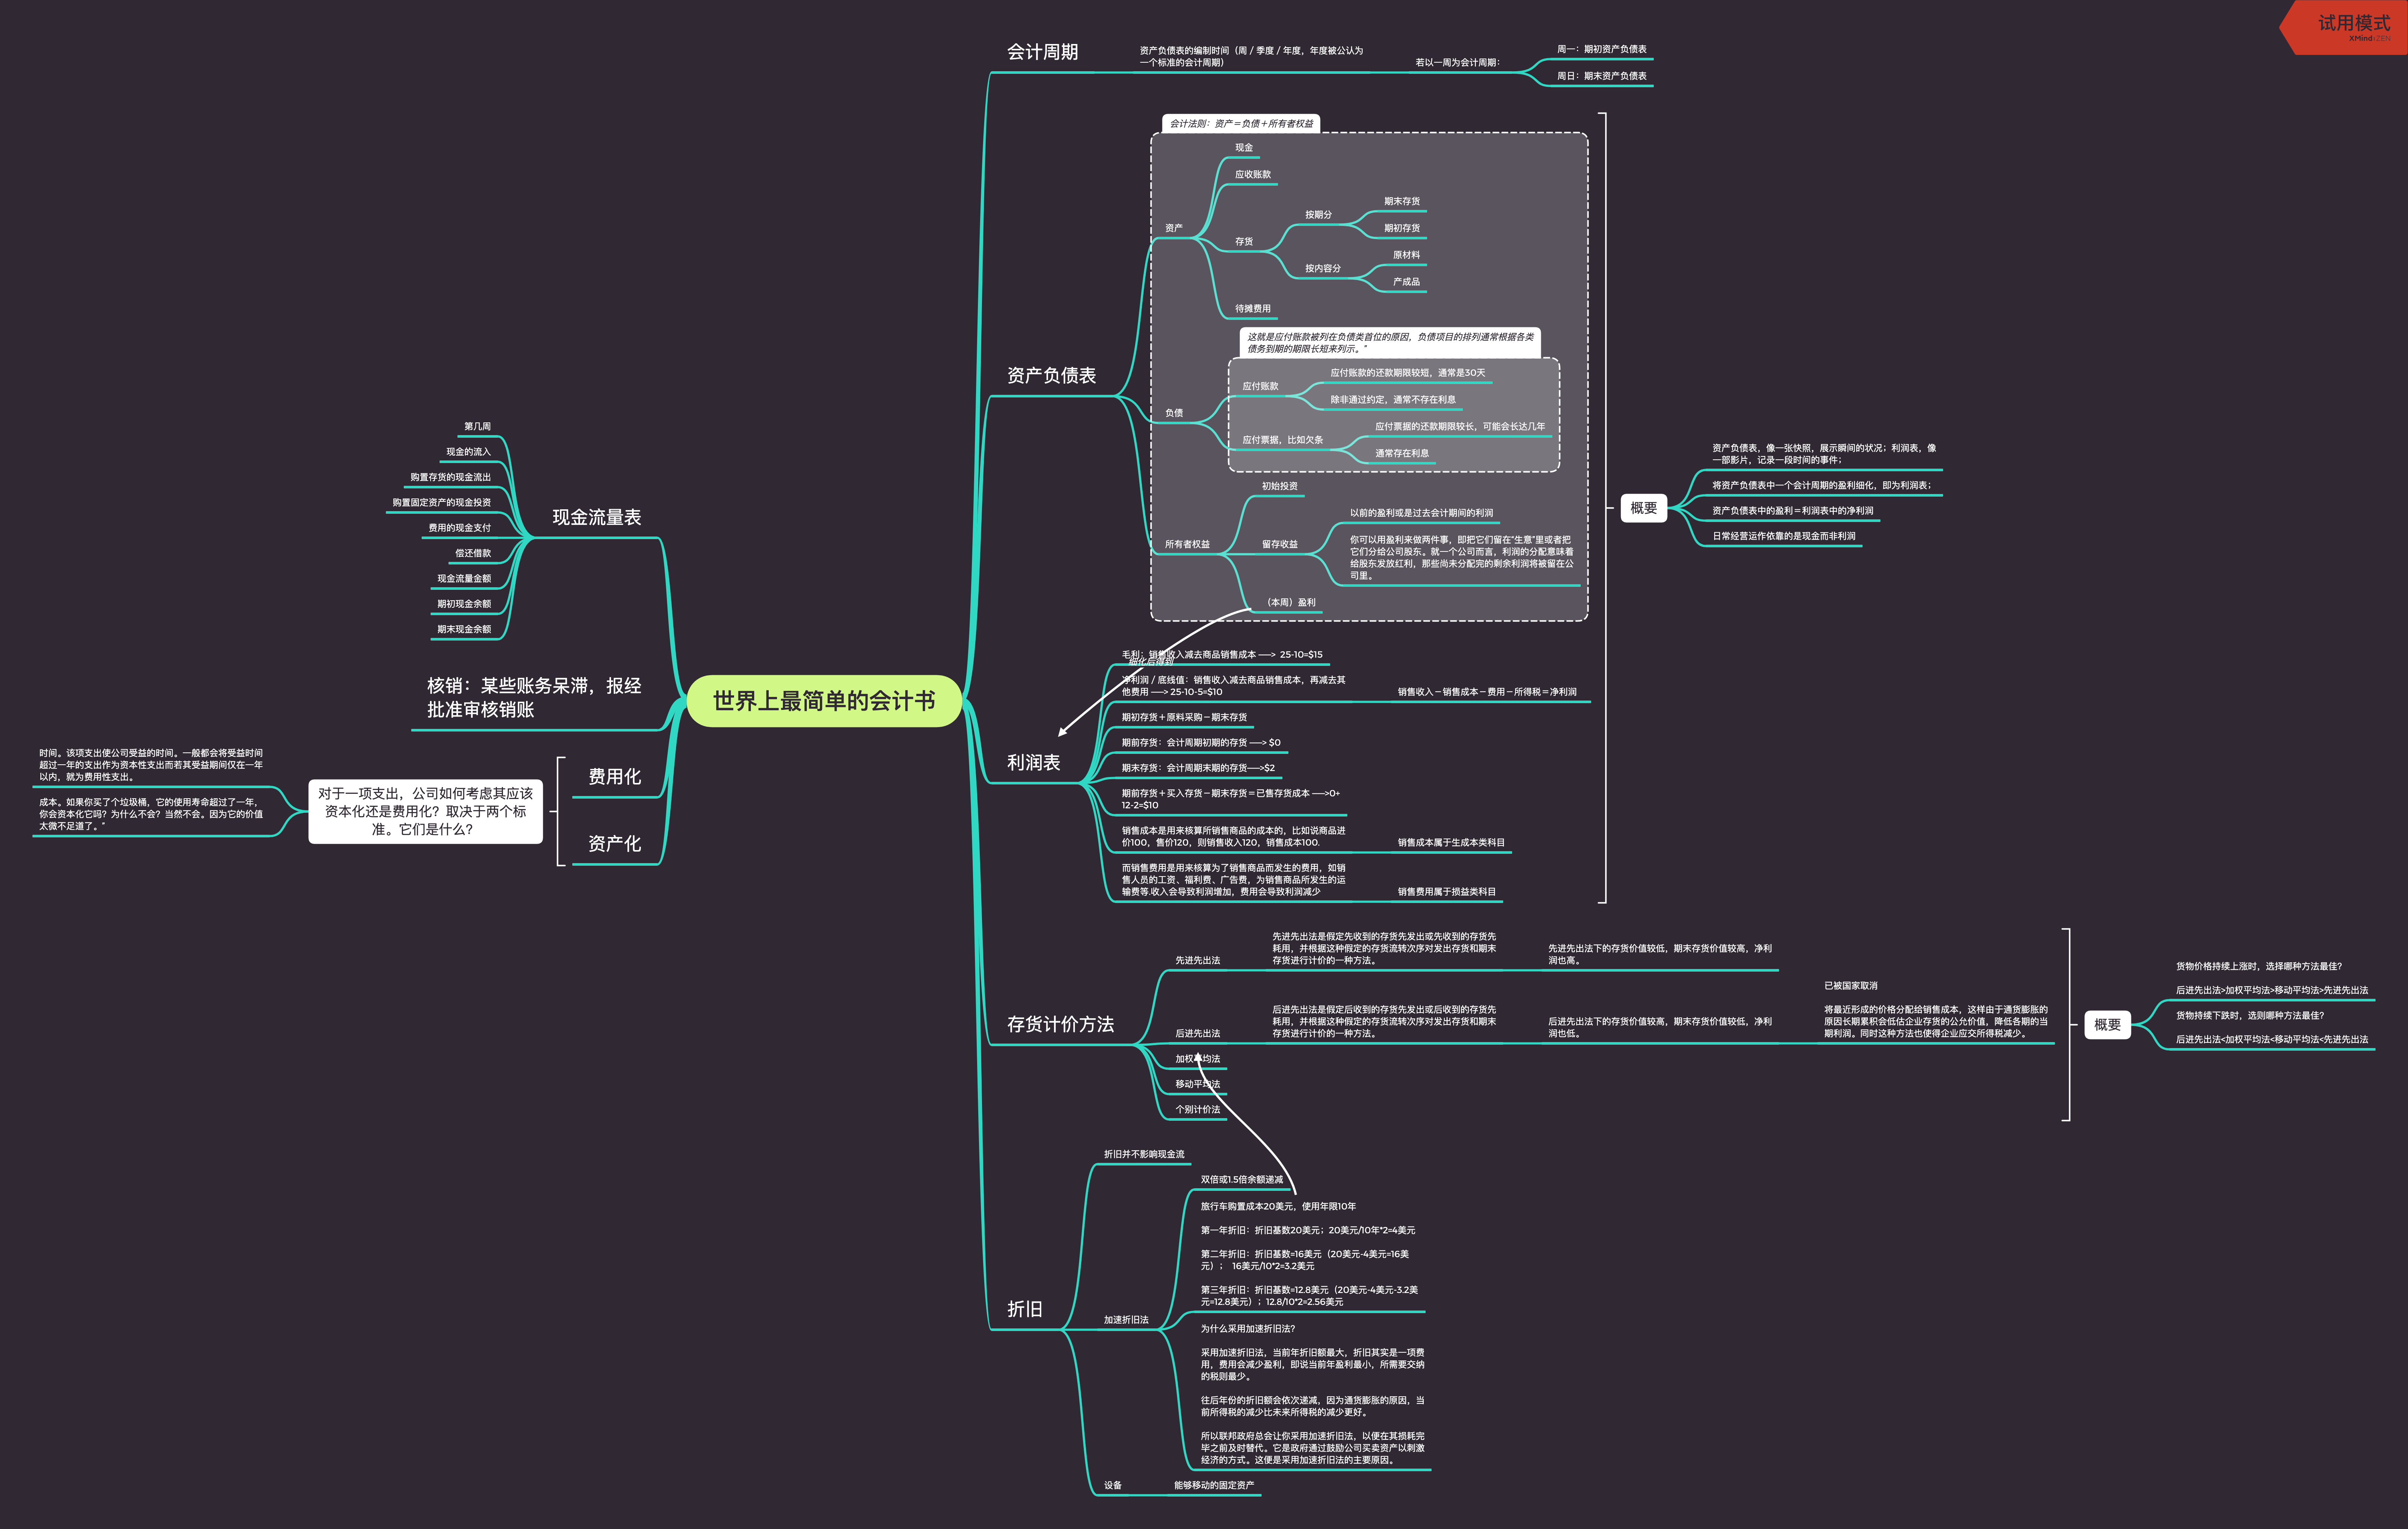 试用模式
XMind:ZEN
世界上最简单的会计书
会计周期
资产负债表的编制时间（周 / 季度 / 年度，年度被公认为
一个标准的会计周期）
若以一周为会计周期：
周一：期初资产负债表
周日：期末资产负债表
资产负债表
会计法则：资产＝负债＋所有者权益
资产
现金
应收账款
存货
按期分
期末存货
期初存货
按内容分
原材料
产成品
待摊费用
负债
这就是应付账款被列在负债类首位的原因，负债项目的排列通常根据各类
债务到期的期限长短来列示。”
应付账款
应付账款的还款期限较短，通常是30天
除非通过约定，通常不存在利息
应付票据，比如欠条
应付票据的还款期限较长，可能会长达几年
通常存在利息
所有者权益
初始投资
留存收益
以前的盈利或是过去会计期间的利润
你可以用盈利来做两件事，即把它们留在“生意”里或者把
它们分给公司股东。就一个公司而言，利润的分配意味着
给股东发放红利，那些尚未分配完的剩余利润将被留在公
司里。
（本周）盈利
细化后得到
利润表
毛利：销售收入减去商品销售成本 ——> 25-10=$15
净利润 / 底线值：销售收入减去商品销售成本，再减去其
他费用 ——> 25-10-5=$10
销售收入－销售成本－费用－所得税＝净利润
期初存货＋原料采购－期末存货
期前存货：会计周期初期的存货 ——> $0
期末存货：会计周期末期的存货——>$2
期前存货＋买入存货－期末存货＝已售存货成本 ——>0+
12-2=$10
销售成本是用来核算所销售商品的成本的，比如说商品进
价100，售价120，则销售收入120，销售成本100.
销售成本属于生成本类科目
而销售费用是用来核算为了销售商品而发生的费用，如销
售人员的工资、福利费、广告费，为销售商品所发生的运
输费等.收入会导致利润增加，费用会导致利润减少
销售费用属于损益类科目
概要
资产负债表，像一张快照，展示瞬间的状况；利润表，像
一部影片，记录一段时间的事件；
将资产负债表中一个会计周期的盈利细化，即为利润表；
资产负债表中的盈利＝利润表中的净利润
日常经营运作依靠的是现金而非利润
存货计价方法
先进先出法
先进先出法是假定先收到的存货先发出或先收到的存货先
耗用，并根据这种假定的存货流转次序对发出存货和期末
存货进行计价的一种方法。
先进先出法下的存货价值较低，期末存货价值较高，净利
润也高。
后进先出法
后进先出法是假定后收到的存货先发出或后收到的存货先
耗用，并根据这种假定的存货流转次序对发出存货和期末
存货进行计价的一种方法。
后进先出法下的存货价值较高，期末存货价值较低，净利
润也低。
已被国家取消
将最近形成的价格分配给销售成本，这样由于通货膨胀的
原因长期累积会低估企业存货的公允价值，降低各期的当
期利润。同时这种方法也使得企业应交所得税减少。
加权平均法
移动平均法
个别计价法
概要
货物价格持续上涨时，选择哪种方法最佳？
后进先出法>加权平均法>移动平均法>先进先出法
货物持续下跌时，选则哪种方法最佳？
后进先出法<加权平均法<移动平均法<先进先出法
折旧
折旧并不影响现金流
加速折旧法
双倍或1.5倍余额递减
旅行车购置成本20美元，使用年限10年
第一年折旧：折旧基数20美元；20美元/10年*2=4美元
第二年折旧：折旧基数=16美元（20美元-4美元=16美
元）； 16美元/10*2=3.2美元
第三年折旧：折旧基数=12.8美元（20美元-4美元-3.2美
元=12.8美元）；12.8/10*2=2.56美元
为什么采用加速折旧法？
采用加速折旧法，当前年折旧额最大，折旧其实是一项费
用，费用会减少盈利，即说当前年盈利最小，所需要交纳
的税则最少。
往后年份的折旧额会依次递减，因为通货膨胀的原因，当
前所得税的减少比未来所得税的减少更好。
所以联邦政府总会让你采用加速折旧法，以便在其损耗完
毕之前及时替代。它是政府通过鼓励公司买卖资产以刺激
经济的方式。这便是采用加速折旧法的主要原因。
设备
能够移动的固定资产
现金流量表
第几周
现金的流入
购置存货的现金流出
购置固定资产的现金投资
费用的现金支付
偿还借款
现金流量金额
期初现金余额
期末现金余额
核销：某些账务呆滞，报经
批准审核销账
费用化
资产化
对于一项支出，公司如何考虑其应该
资本化还是费用化？取决于两个标
准。它们是什么？
时间。该项支出使公司受益的时间。一般都会将受益时间
超过一年的支出作为资本性支出而若其受益期间仅在一年
以内，就为费用性支出。
成本。如果你买了个垃圾桶，它的使用寿命超过了一年，
你会资本化它吗？为什么不会？当然不会。因为它的价值
太微不足道了。”